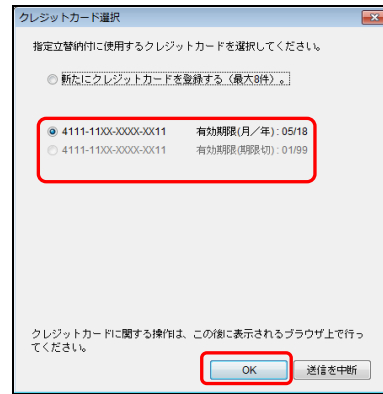 クレジットカード選択
指定立替納付に使用するクレジットカードを選択してください。
新たにクレジットカードを登録する（最大8件）。
4111-11XX-XXXX-XX11 有効期限(月／年): 05/18
4111-11XX-XXXX-XX11 有効期限(期限切): 01/99
クレジットカードに関する操作は、この後に表示されるブラウザ上で行っ
てください。
OK 送信を中断